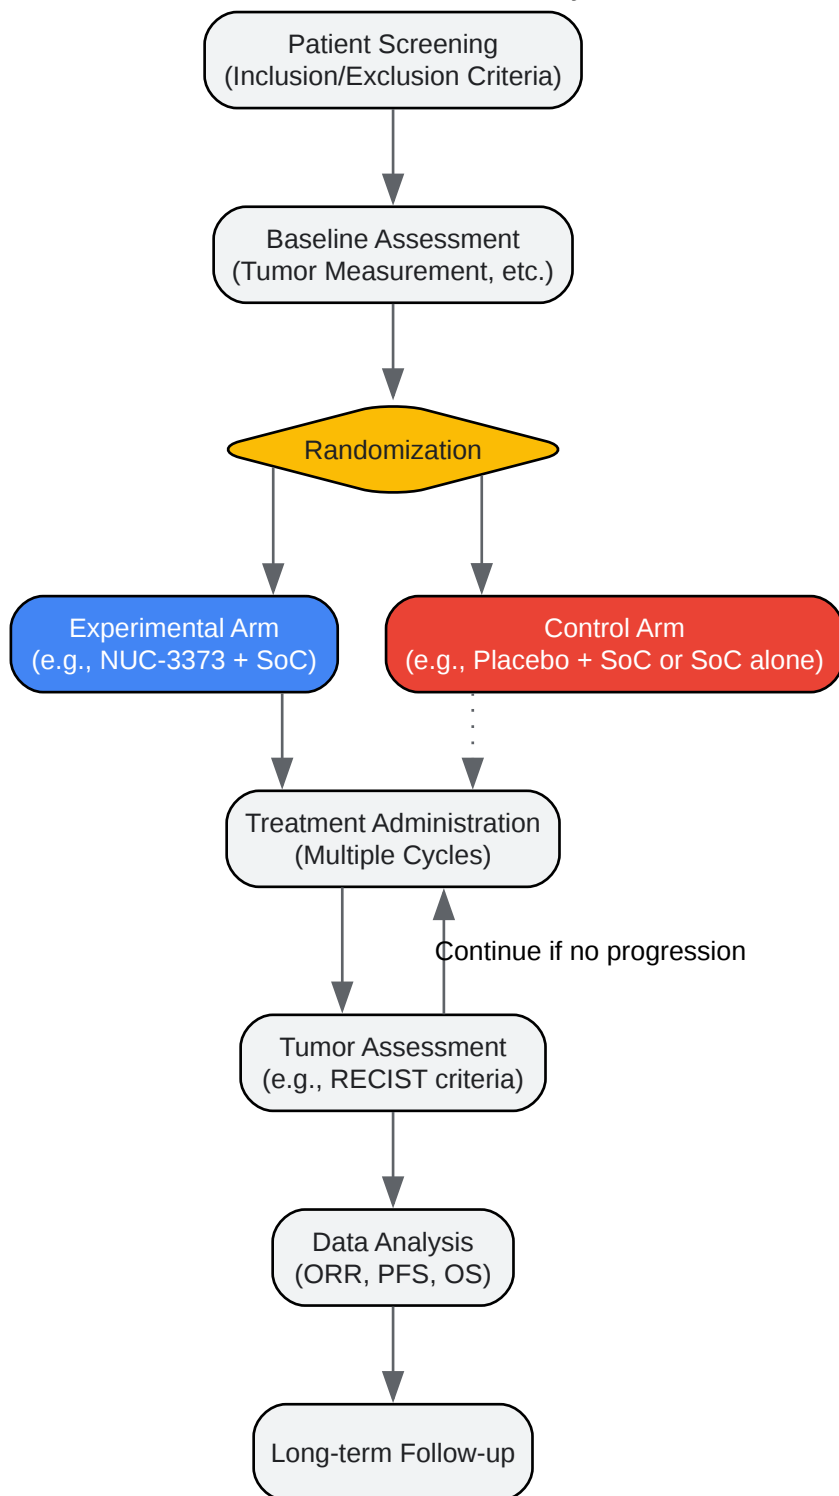 Patient Screening
(Inclusion/Exclusion Criteria)
Baseline Assessment
(Tumor Measurement, etc.)
Randomization
Experimental Arm
(e.g., NUC-3373 + SoC)
Control Arm
(e.g., Placebo + SoC or SoC alone)
Treatment Administration
(Multiple Cycles)
Continue if no progression
Tumor Assessment
(e.g., RECIST criteria)
Data Analysis
(ORR, PFS, OS)
Long-term Follow-up